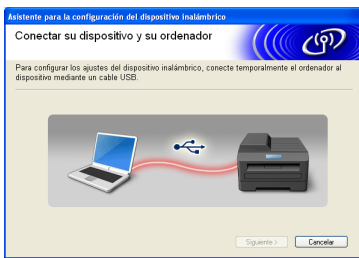 Asistente para la configuración del dispositivo inalámbrico
Conectar su dispositivo y su ordenador
Para configurar los ajustes del dispositivo inalámbrico, conecte temporalmente el ordenador al
dispositivo mediante un cable USB.
Siguiente >
Cancelar